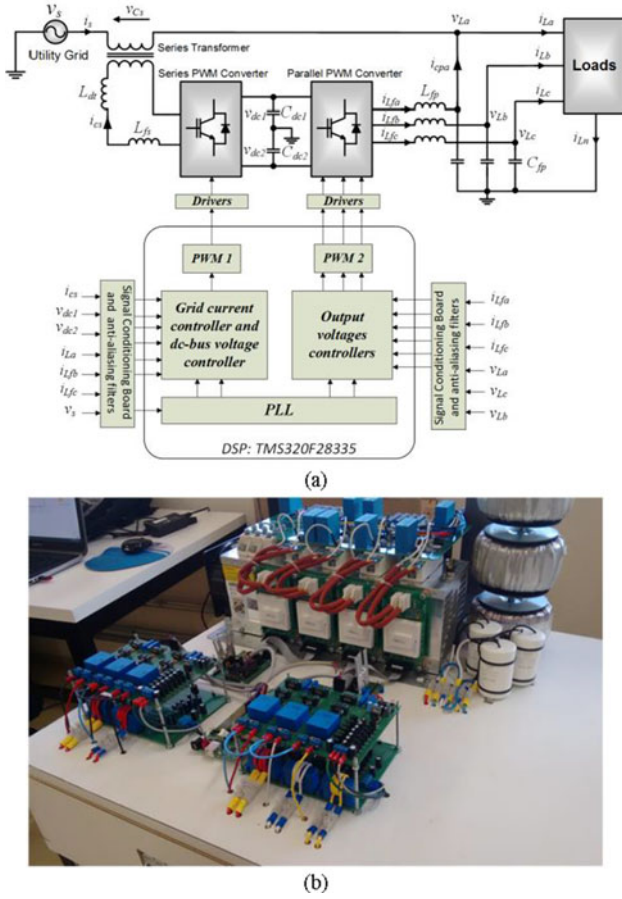 v_s
i_s
v_Cs
v_La
i_La
Utility Grid
Series Transformer
i_cpa
i_Lb
Loads
Series PWM Converter
Parallel PWM Converter
L_dt
L_fp
i_Lc
i_cs
L_fs
v_dc1
C_dc1
i_Lfa
i_Lfb
i_Lfc
v_Lb
v_Lc
v_dc2
C_dc2
C_fp
i_Ln
Drivers
Drivers
PWM 1
PWM 2
i_cs
v_dc1
v_dc2
i_La
i_Lfb
i_Lfc
v_s
Signal Conditioning Board
and anti-aliasing filters
Grid current
controller and
dc-bus voltage
controller
Output
voltages
controllers
Signal Conditioning Board
and anti-aliasing filters
i_Lfa
i_Lfb
i_Lfc
v_La
v_Lc
v_Lb
PLL
DSP: TMS320F28335
(a)
(b)